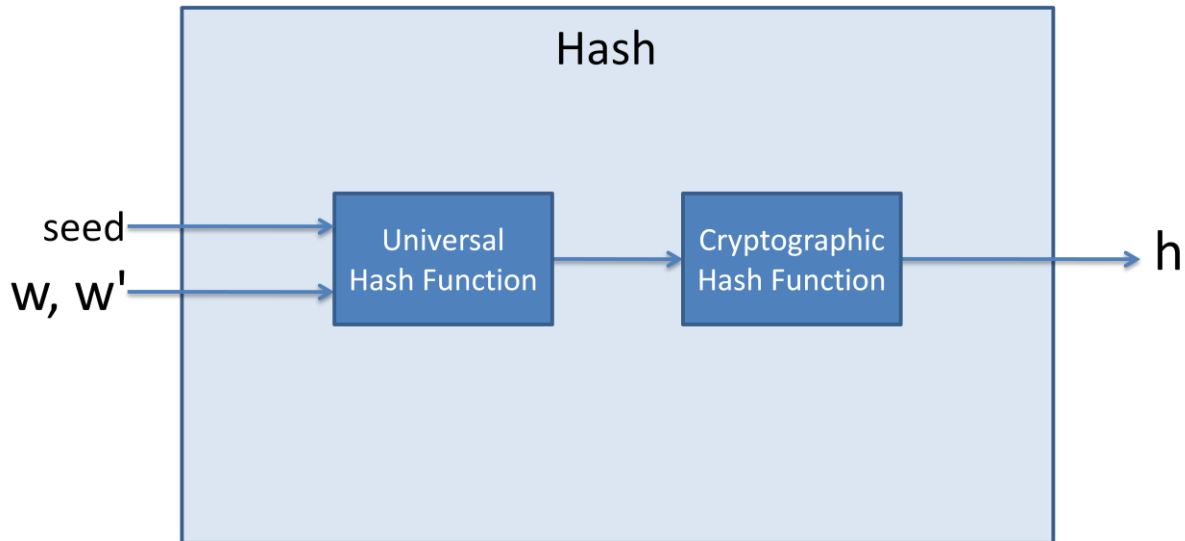 Hash
seed
w, w'
Universal
Hash Function
Cryptographic
Hash Function
h